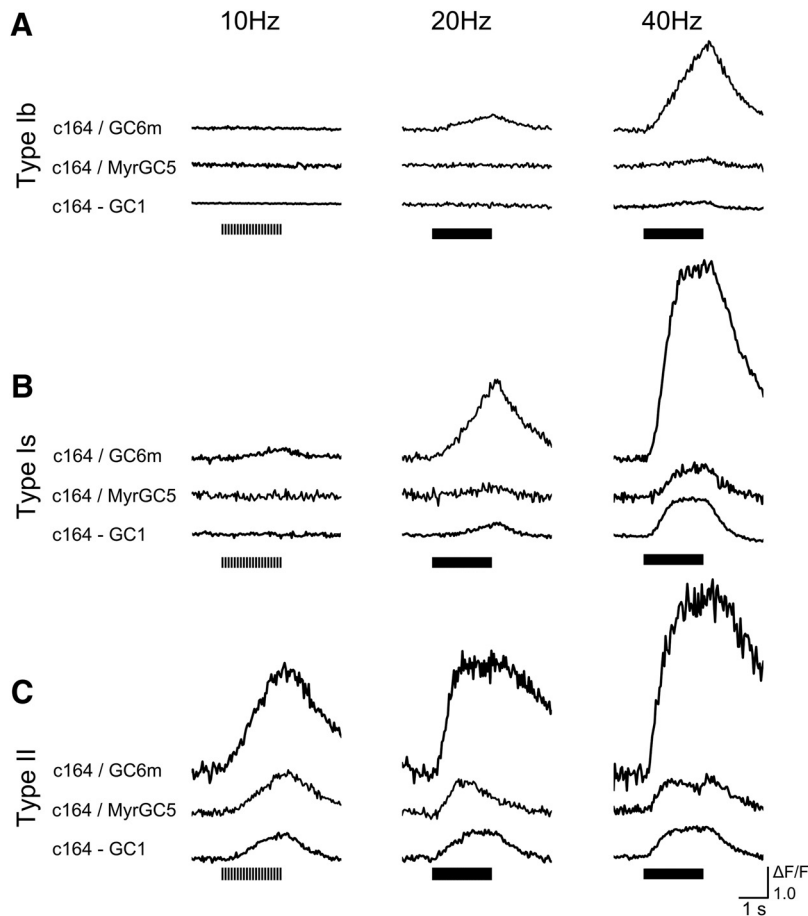 A
10Hz 20Hz 40Hz
Type Ib
c164 / GC6m
c164 / MyrGC5
c164 - GC1
B
Type Is
c164 / GC6m
c164 / MyrGC5
c164 - GC1
C
Type II
c164 / GC6m
c164 / MyrGC5
c164 - GC1
ΔF/F
1.0
1 s